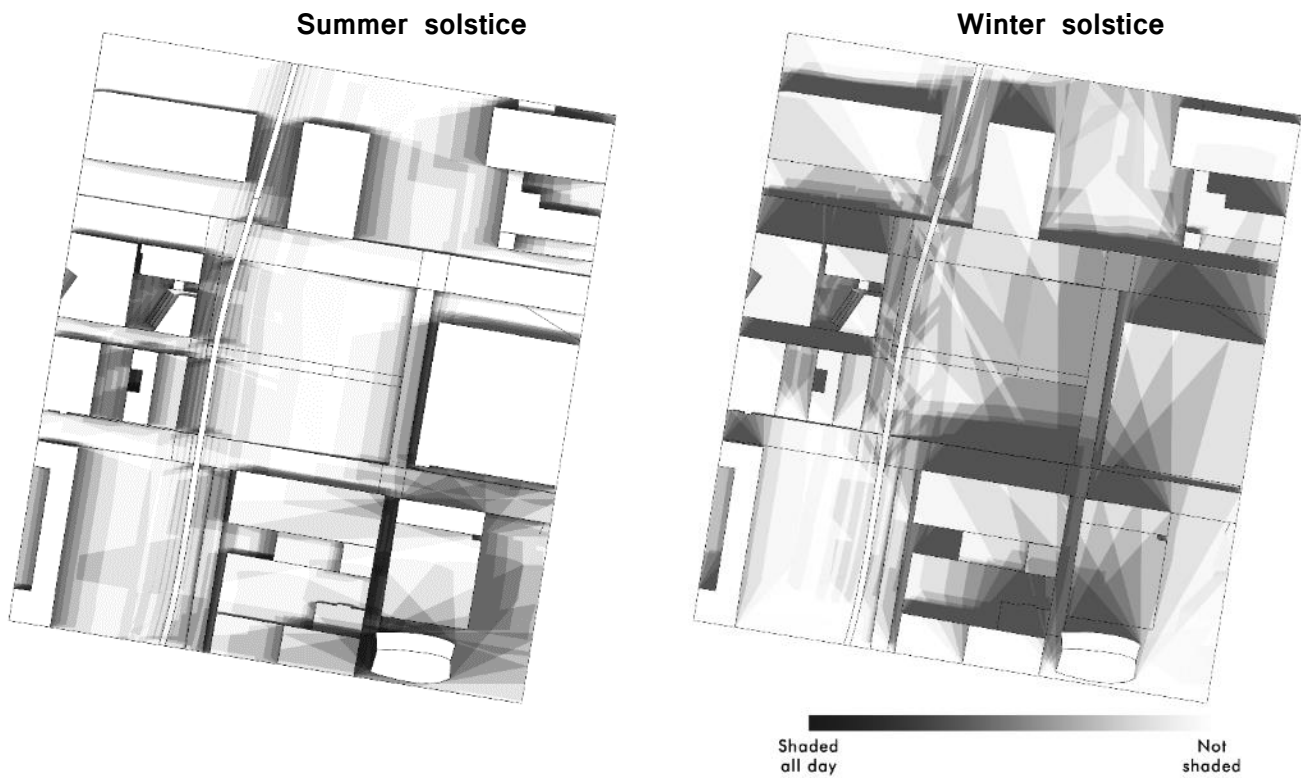 Summer solstice
Winter solstice
Shaded
all day
Not
shaded